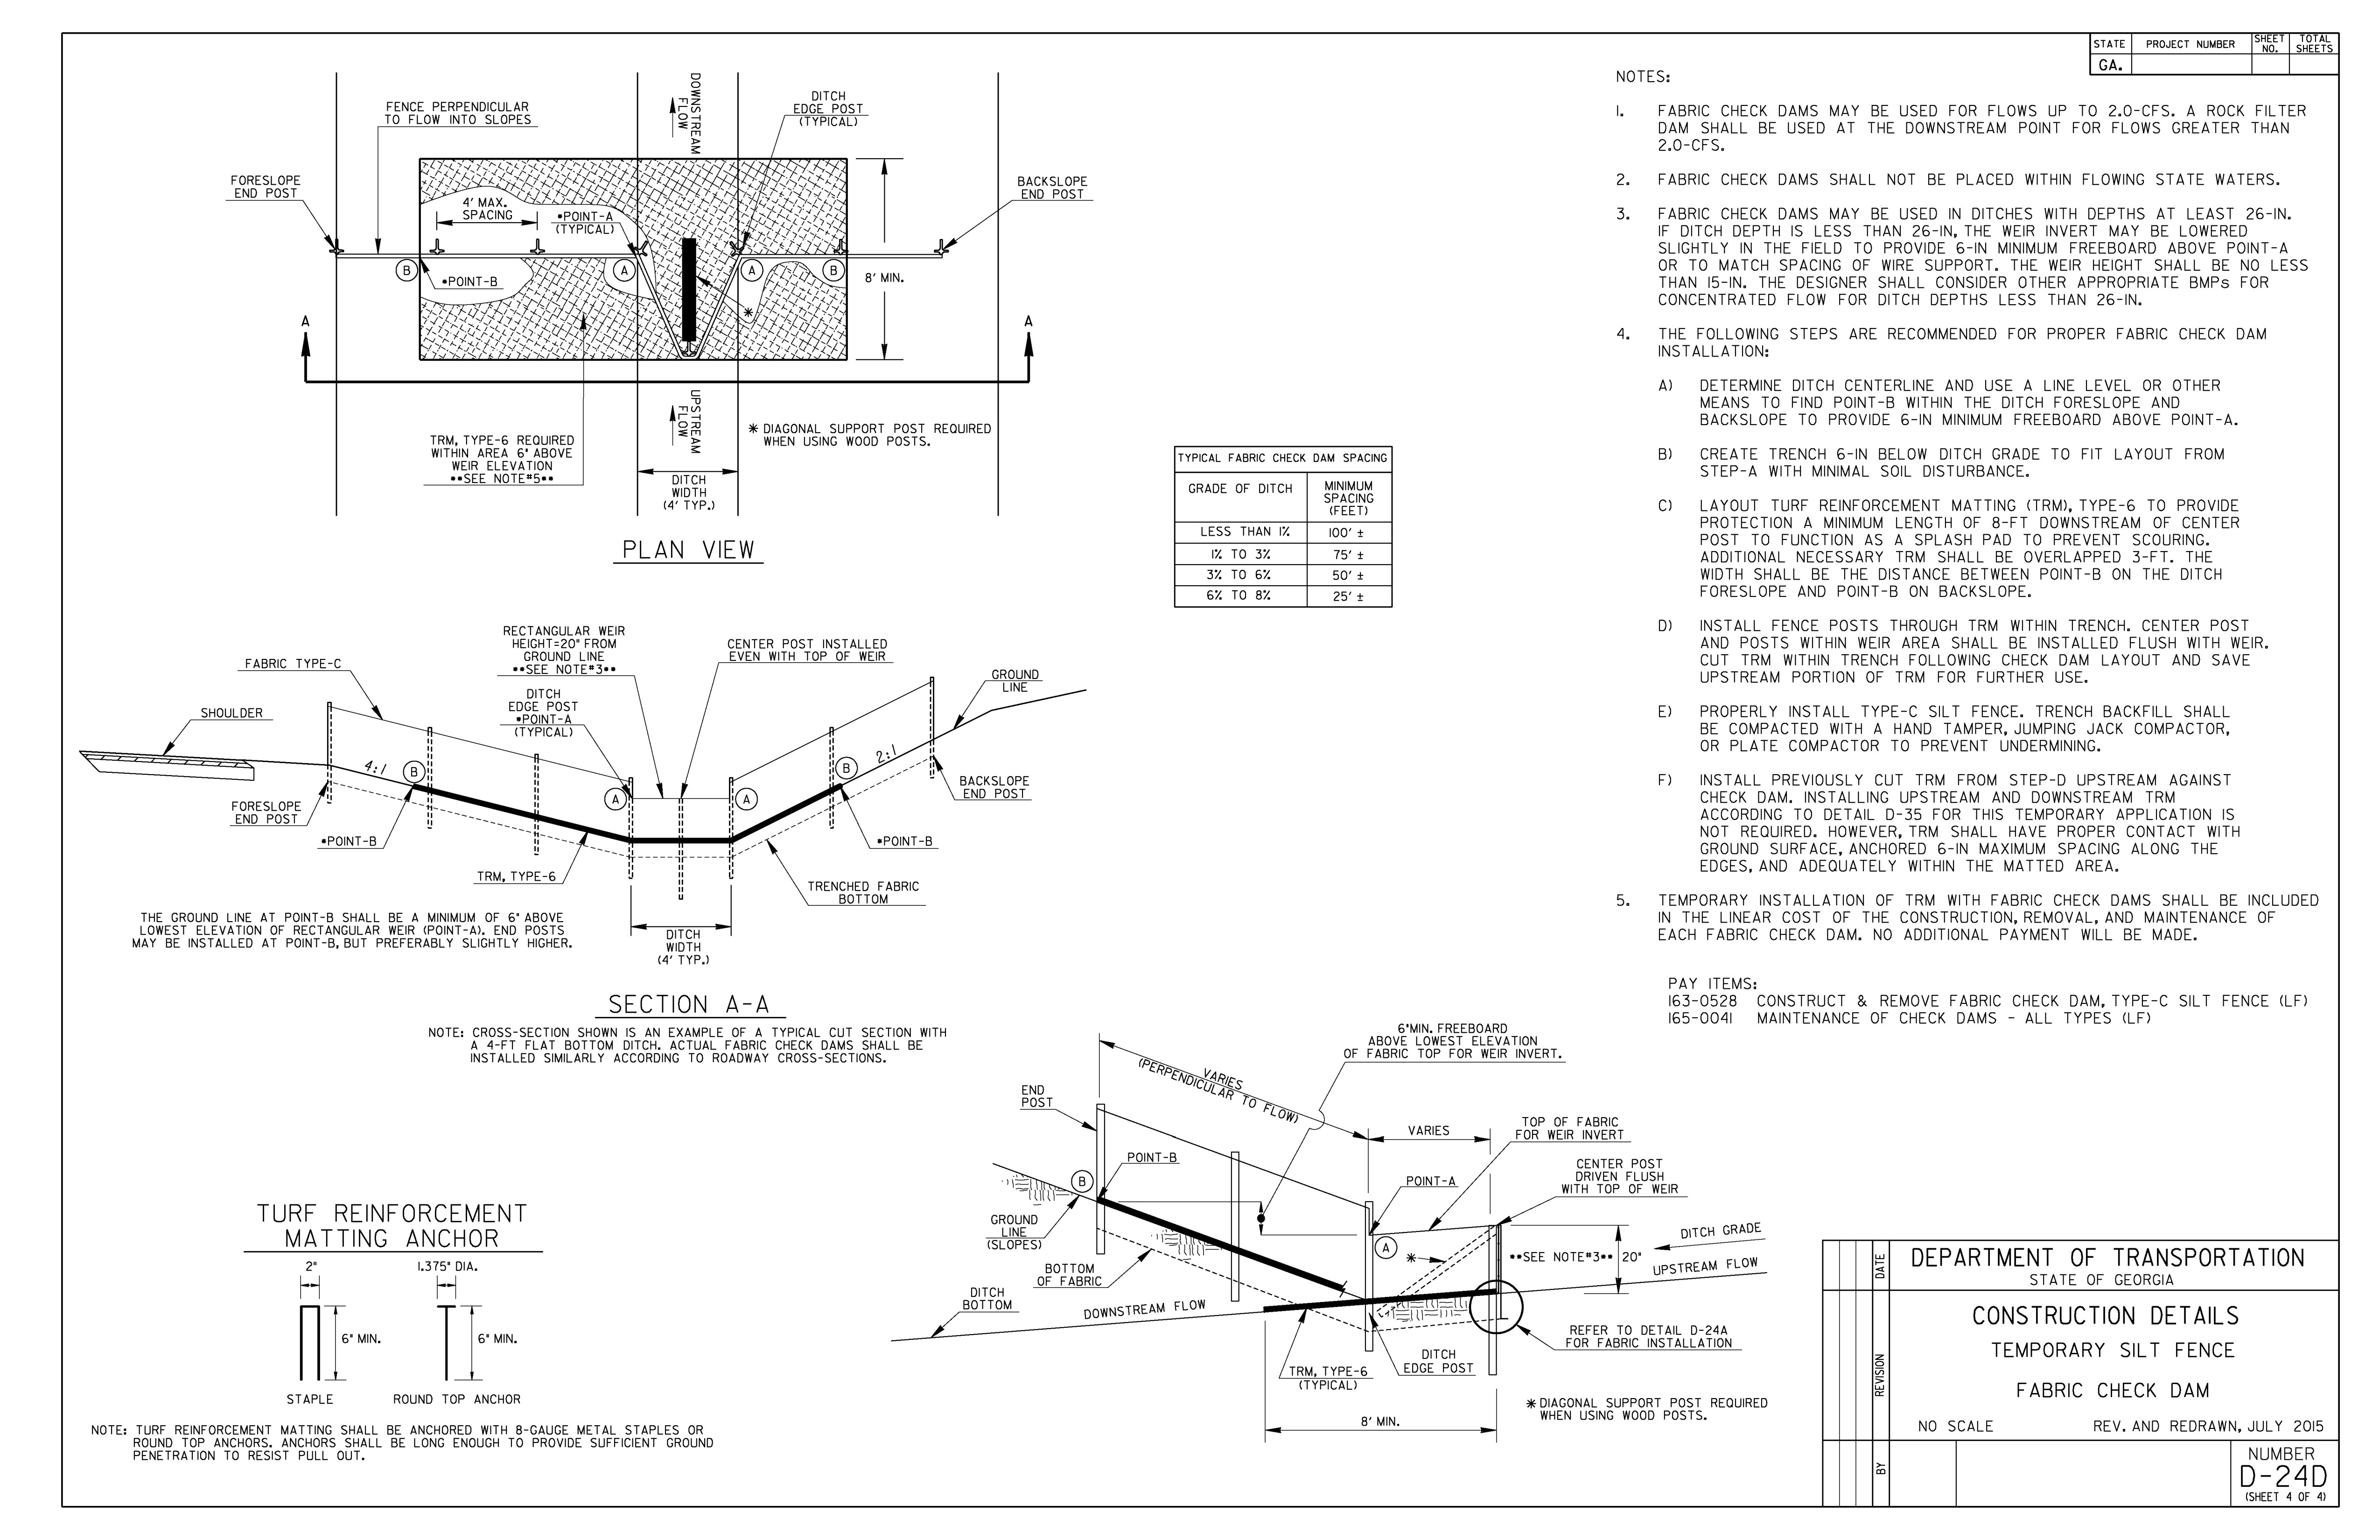 STATE PROJECT NUMBER SHEET NO. TOTAL SHEETS
GA.
NOTES:
1. FABRIC CHECK DAMS MAY BE USED FOR FLOWS UP TO 2.0-CFS. A ROCK FILTER
DAM SHALL BE USED AT THE DOWNSTREAM POINT FOR FLOWS GREATER THAN
2.0-CFS.
2. FABRIC CHECK DAMS SHALL NOT BE PLACED WITHIN FLOWING STATE WATERS.
3. FABRIC CHECK DAMS MAY BE USED IN DITCHES WITH DEPTHS AT LEAST 26-IN.
IF DITCH DEPTH IS LESS THAN 26-IN, THE WEIR INVERT MAY BE LOWERED
SLIGHTLY IN THE FIELD TO PROVIDE 6-IN MINIMUM FREEBOARD ABOVE POINT-A
OR TO MATCH SPACING OF WIRE SUPPORT. THE WEIR HEIGHT SHALL BE NO LESS
THAN 15-IN. THE DESIGNER SHALL CONSIDER OTHER APPROPRIATE BMPs FOR
CONCENTRATED FLOW FOR DITCH DEPTHS LESS THAN 26-IN.
4. THE FOLLOWING STEPS ARE RECOMMENDED FOR PROPER FABRIC CHECK DAM
INSTALLATION:
A) DETERMINE DITCH CENTERLINE AND USE A LINE LEVEL OR OTHER
MEANS TO FIND POINT-B WITHIN THE DITCH FORESLOPE AND
BACKSLOPE TO PROVIDE 6-IN MINIMUM FREEBOARD ABOVE POINT-A.
B) CREATE TRENCH 6-IN BELOW DITCH GRADE TO FIT LAYOUT FROM
STEP-A WITH MINIMAL SOIL DISTURBANCE.
C) LAYOUT TURF REINFORCEMENT MATTING (TRM), TYPE-6 TO PROVIDE
PROTECTION A MINIMUM LENGTH OF 8-FT DOWNSTREAM OF CENTER
POST TO FUNCTION AS A SPLASH PAD TO PREVENT SCOURING.
ADDITIONAL NECESSARY TRM SHALL BE OVERLAPPED 3-FT. THE
WIDTH SHALL BE THE DISTANCE BETWEEN POINT-B ON THE DITCH
FORESLOPE AND POINT-B ON BACKSLOPE.
D) INSTALL FENCE POSTS THROUGH TRM WITHIN TRENCH. CENTER POST
AND POSTS WITHIN WEIR AREA SHALL BE INSTALLED FLUSH WITH WEIR.
CUT TRM WITHIN TRENCH FOLLOWING CHECK DAM LAYOUT AND SAVE
UPSTREAM PORTION OF TRM FOR FURTHER USE.
E) PROPERLY INSTALL TYPE-C SILT FENCE. TRENCH BACKFILL SHALL
BE COMPACTED WITH A HAND TAMPER, JUMPING JACK COMPACTOR,
OR PLATE COMPACTOR TO PREVENT UNDERMINING.
F) INSTALL PREVIOUSLY CUT TRM FROM STEP-D UPSTREAM AGAINST
CHECK DAM. INSTALLING UPSTREAM AND DOWNSTREAM TRM
ACCORDING TO DETAIL D-35 FOR THIS TEMPORARY APPLICATION IS
NOT REQUIRED. HOWEVER, TRM SHALL HAVE PROPER CONTACT WITH
GROUND SURFACE, ANCHORED 6-IN MAXIMUM SPACING ALONG THE
EDGES, AND ADEQUATELY WITHIN THE MATTED AREA.
5. TEMPORARY INSTALLATION OF TRM WITH FABRIC CHECK DAMS SHALL BE INCLUDED
IN THE LINEAR COST OF THE CONSTRUCTION, REMOVAL, AND MAINTENANCE OF
EACH FABRIC CHECK DAM. NO ADDITIONAL PAYMENT WILL BE MADE.
PAY ITEMS:
163-0528 CONSTRUCT & REMOVE FABRIC CHECK DAM, TYPE-C SILT FENCE (LF)
165-0041 MAINTENANCE OF CHECK DAMS - ALL TYPES (LF)
FENCE PERPENDICULAR
TO FLOW INTO SLOPES
DOWNSTREAM
FLOW
DITCH
EDGE POST
(TYPICAL)
FORESLOPE
END POST
BACKSLOPE
END POST
4' MAX.
SPACING
*POINT-A
(TYPICAL)
B
A
A
B
*POINT-B
8' MIN.
*
A
A
UPSTREAM
FLOW
* DIAGONAL SUPPORT POST REQUIRED
WHEN USING WOOD POSTS.
TRM, TYPE-6 REQUIRED
WITHIN AREA 6" ABOVE
WEIR ELEVATION
**SEE NOTE#5**
DITCH
WIDTH
(4' TYP.)
PLAN VIEW
TYPICAL FABRIC CHECK DAM SPACING
GRADE OF DITCH MINIMUM SPACING (FEET)
LESS THAN 1% 100' ±
1% TO 3% 75' ±
3% TO 6% 50' ±
6% TO 8% 25' ±
RECTANGULAR WEIR
HEIGHT=20" FROM
GROUND LINE
**SEE NOTE#3**
CENTER POST INSTALLED
EVEN WITH TOP OF WEIR
FABRIC TYPE-C
GROUND
LINE
DITCH
EDGE POST
*POINT-A
(TYPICAL)
SHOULDER
4:1
B
2:1
B
A
A
BACKSLOPE
END POST
FORESLOPE
END POST
*POINT-B
*POINT-B
TRM, TYPE-6
TRENCHED FABRIC
BOTTOM
THE GROUND LINE AT POINT-B SHALL BE A MINIMUM OF 6" ABOVE
LOWEST ELEVATION OF RECTANGULAR WEIR (POINT-A). END POSTS
MAY BE INSTALLED AT POINT-B, BUT PREFERABLY SLIGHTLY HIGHER.
DITCH
WIDTH
(4' TYP.)
SECTION A-A
NOTE: CROSS-SECTION SHOWN IS AN EXAMPLE OF A TYPICAL CUT SECTION WITH
A 4-FT FLAT BOTTOM DITCH. ACTUAL FABRIC CHECK DAMS SHALL BE
INSTALLED SIMILARLY ACCORDING TO ROADWAY CROSS-SECTIONS.
6"MIN. FREEBOARD
ABOVE LOWEST ELEVATION
OF FABRIC TOP FOR WEIR INVERT.
VARIES
(PERPENDICULAR TO FLOW)
END
POST
VARIES
TOP OF FABRIC
FOR WEIR INVERT
POINT-B
CENTER POST
DRIVEN FLUSH
WITH TOP OF WEIR
B
POINT-A
GROUND
LINE
(SLOPES)
A
*
**SEE NOTE#3** 20"
DITCH GRADE
UPSTREAM FLOW
BOTTOM
OF FABRIC
DITCH
BOTTOM
DOWNSTREAM FLOW
REFER TO DETAIL D-24A
FOR FABRIC INSTALLATION
TRM, TYPE-6
(TYPICAL)
DITCH
EDGE POST
8' MIN.
* DIAGONAL SUPPORT POST REQUIRED
WHEN USING WOOD POSTS.
TURF REINFORCEMENT
MATTING ANCHOR
2" 1.375" DIA.
6" MIN. 6" MIN.
STAPLE ROUND TOP ANCHOR
NOTE: TURF REINFORCEMENT MATTING SHALL BE ANCHORED WITH 8-GAUGE METAL STAPLES OR
ROUND TOP ANCHORS. ANCHORS SHALL BE LONG ENOUGH TO PROVIDE SUFFICIENT GROUND
PENETRATION TO RESIST PULL OUT.
DATE
REVISION
BY
DEPARTMENT OF TRANSPORTATION
STATE OF GEORGIA
CONSTRUCTION DETAILS
TEMPORARY SILT FENCE
FABRIC CHECK DAM
NO SCALE REV. AND REDRAWN, JULY 2015
NUMBER
D-24D
(SHEET 4 OF 4)